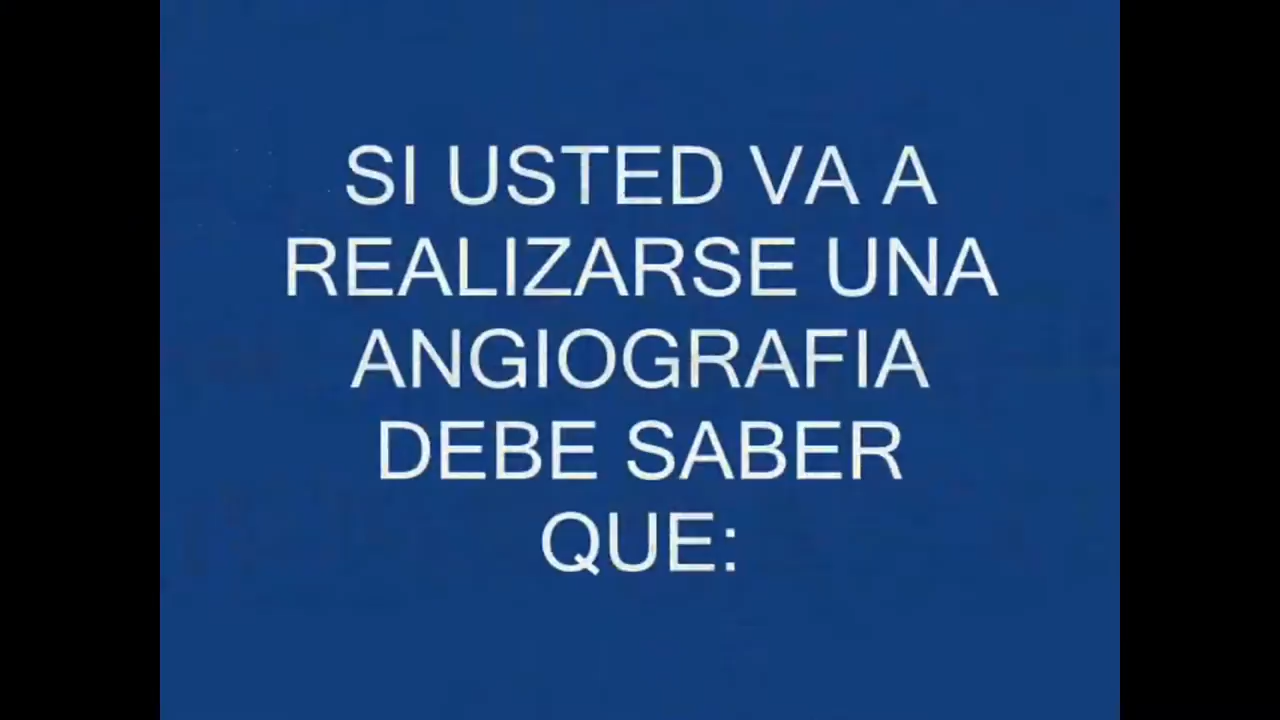 SI USTED VA A
REALIZARSE UNA
ANGIOGRAFIA
DEBE SABER
QUE: